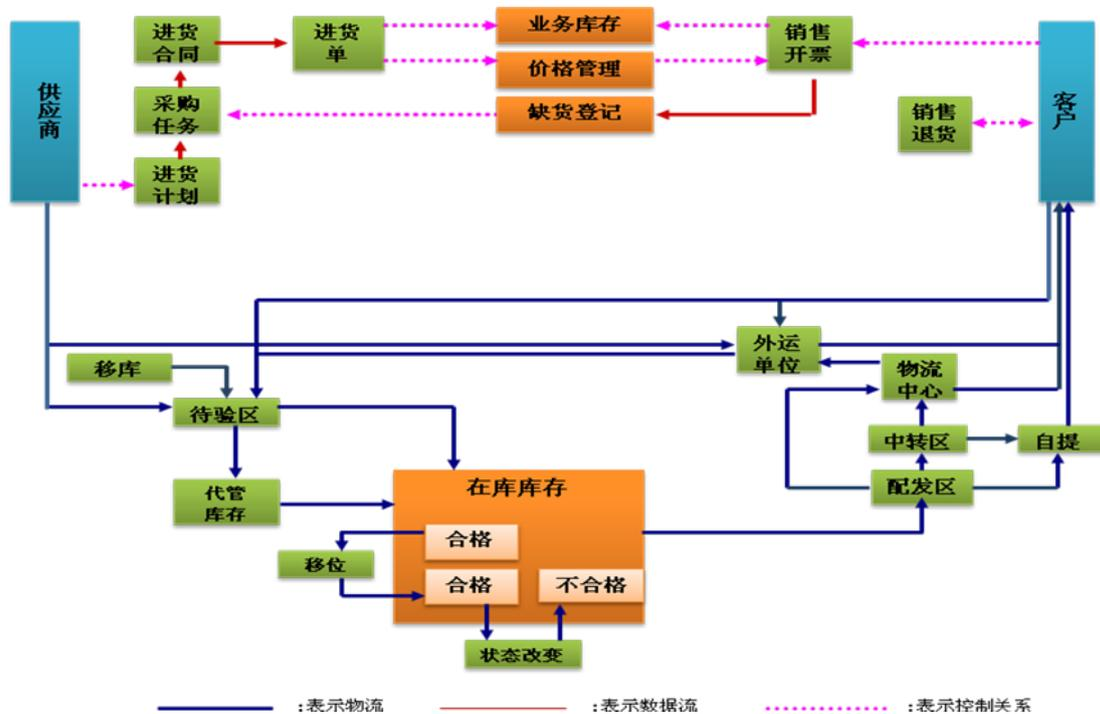 供应商
进货
合同
进货
单
业务库存
销售
开票
价格管理
客户
采购
任务
缺货登记
销售
退货
进货
计划
外运
单位
移库
物流
中心
待验区
中转区
自提
代管
库存
在库库存
配发区
合格
移位
合格
不合格
状态改变
:表示物流
:表示数据流
:表示控制关系